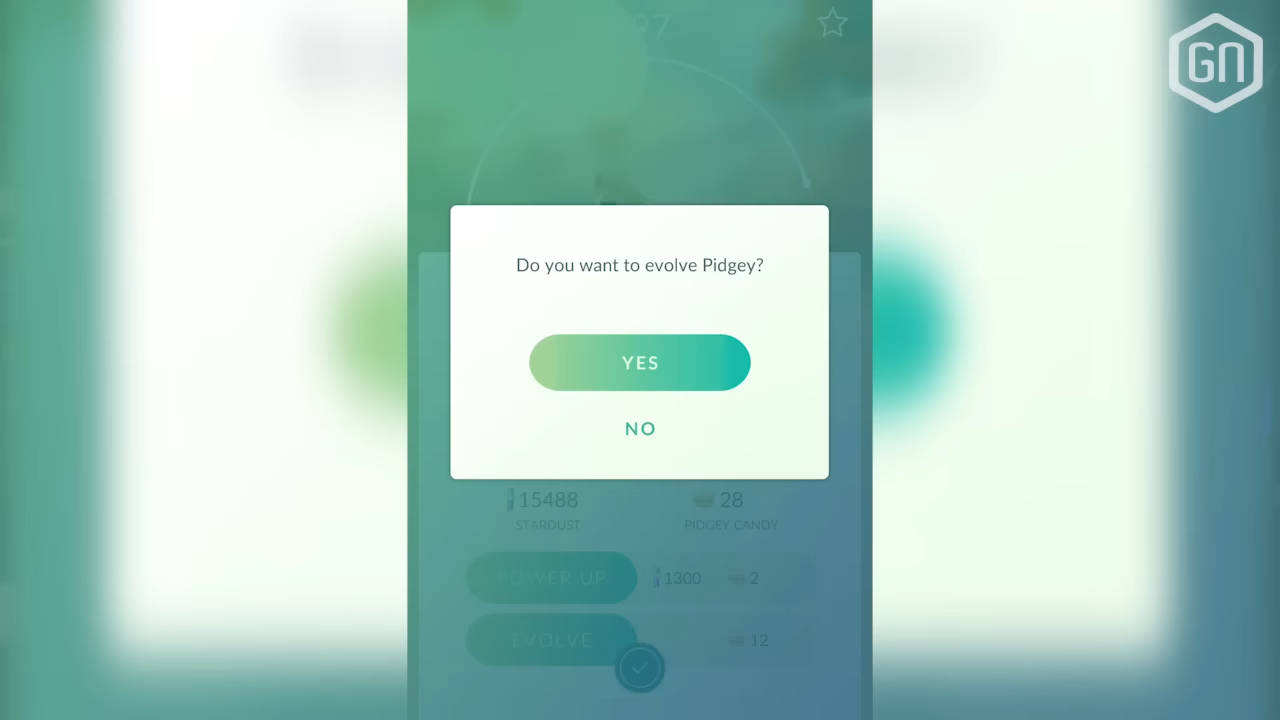 GN
97
Do you want to evolve Pidgey?
YES
NO
15488
28
STARDUST
PIDGEY CANDY
POWER UP
1300
2
EVOLVE
12